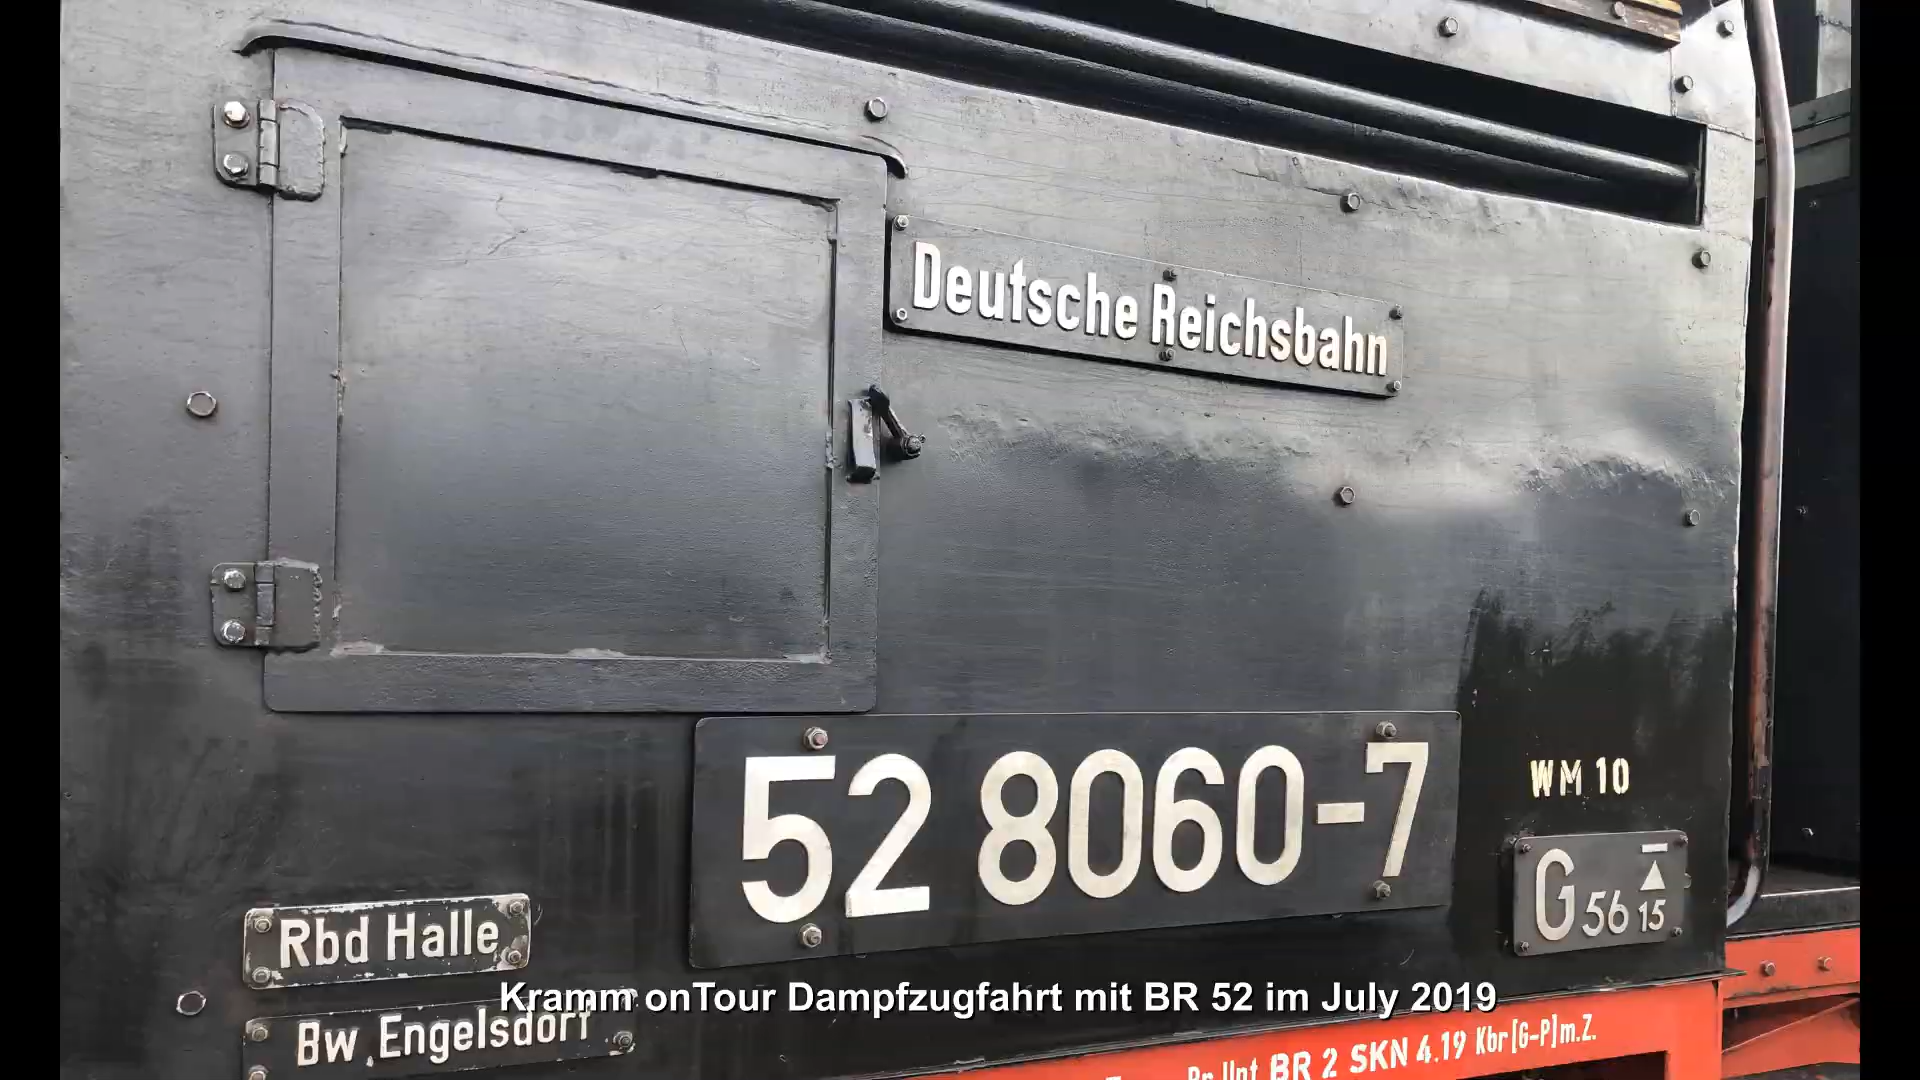 Deutsche Reichsbahn
52 8060-7
WM 10
G 56 15
Rbd Halle
Bw Engelsdorf
Kramm onTour Dampfzugfahrt mit BR 52 im July 2019
BR 2 SKN 4.19 Kbr [G-P] m.Z.